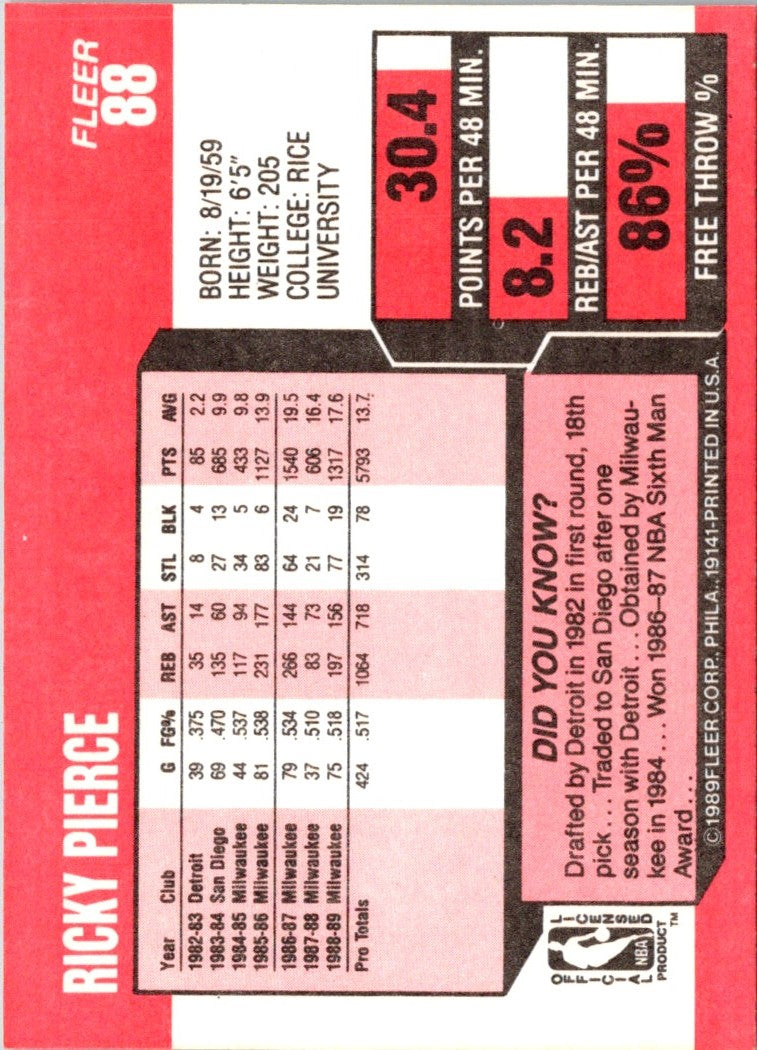 RICKY PIERCE
FLEER
88
BORN: 8/19/59
HEIGHT: 6'5"
WEIGHT: 205
COLLEGE: RICE
UNIVERSITY
Year Club G FG% REB AST STL BLK PTS AVG
1982-83 Detroit 39 .375 35 14 8 4 85 2.2
1983-84 San Diego 69 .470 135 60 27 13 685 9.9
1984-85 Milwaukee 44 .537 117 94 34 5 433 9.8
1985-86 Milwaukee 81 .538 231 177 83 6 1127 13.9
1986-87 Milwaukee 79 .534 266 144 64 24 1540 19.5
1987-88 Milwaukee 37 .510 83 73 21 7 606 16.4
1988-89 Milwaukee 75 .518 197 156 77 19 1317 17.6
Pro Totals 424 .517 1064 718 314 78 5793 13.7
30.4
POINTS PER 48 MIN.
8.2
REB/AST PER 48 MIN.
86%
FREE THROW %
DID YOU KNOW?
Drafted by Detroit in 1982 in first round, 18th
pick... Traded to San Diego after one
season with Detroit... Obtained by Milwau-
kee in 1984... Won 1986-87 NBA Sixth Man
Award...
OFFICIAL
LICENSED
NBA
PRODUCT™
©1989 FLEER CORP., PHILA., 19141-PRINTED IN U.S.A.